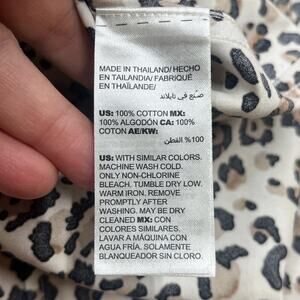 MADE IN THAILAND/ HECHO
EN TAILANDIA/ FABRIQUÉ
EN THAÏLANDE/
صنع في تايلاند
US: 100% COTTON MX:
100% ALGODÓN CA: 100%
COTON AE/KW:
100% القطن
US: WITH SIMILAR COLORS.
MACHINE WASH COLD.
ONLY NON-CHLORINE
BLEACH. TUMBLE DRY LOW.
WARM IRON. REMOVE
PROMPTLY AFTER
WASHING. MAY BE DRY
CLEANED MX: CON
COLORES SIMILARES.
LAVAR A MÁQUINA CON
AGUA FRÍA. SOLAMENTE
BLANQUEADOR SIN CLORO.